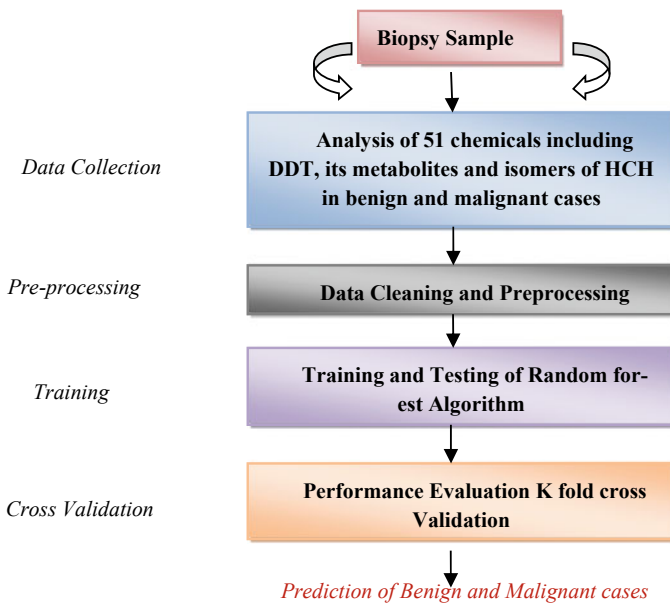 Biopsy Sample
Data Collection
Analysis of 51 chemicals including
DDT, its metabolites and isomers of HCH
in benign and malignant cases
Pre-processing
Data Cleaning and Preprocessing
Training
Training and Testing of Random for-
est Algorithm
Cross Validation
Performance Evaluation K fold cross
Validation
Prediction of Benign and Malignant cases